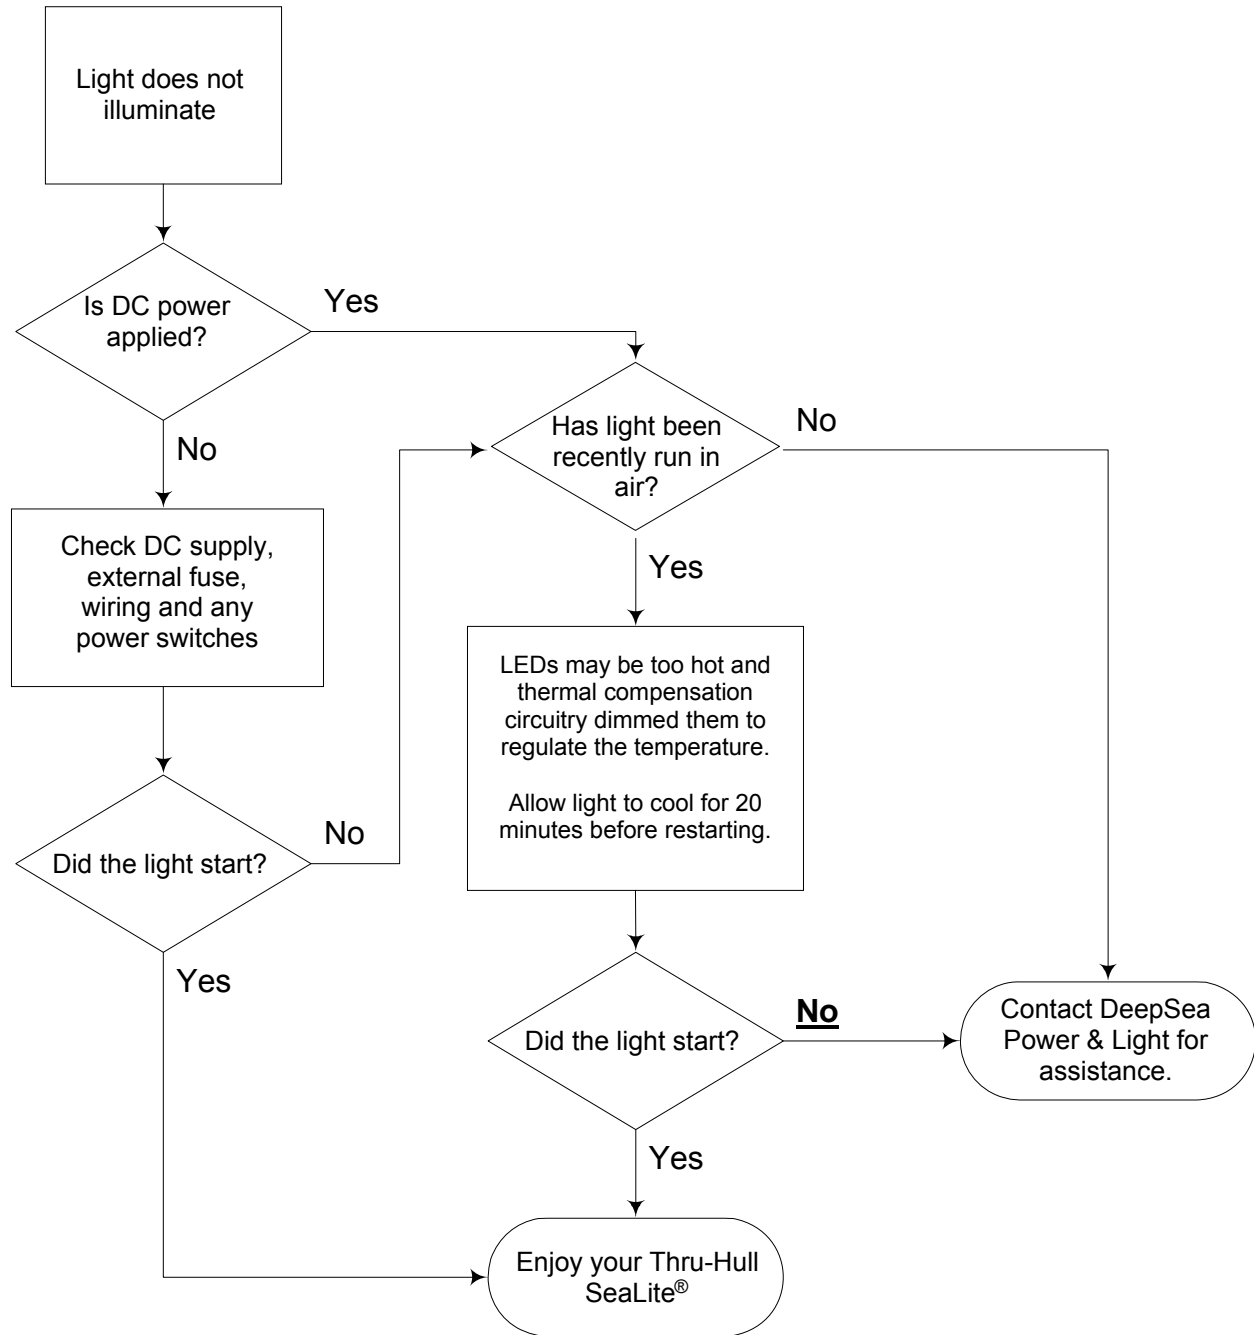 Light does not
illuminate
Is DC power
applied?
Yes
No
Check DC supply,
external fuse,
wiring and any
power switches
Did the light start?
No
Yes
Has light been
recently run in
air?
No
Yes
LEDs may be too hot and
thermal compensation
circuitry dimmed them to
regulate the temperature.
Allow light to cool for 20
minutes before restarting.
Did the light start?
No
Yes
Contact DeepSea
Power & Light for
assistance.
Enjoy your Thru-Hull
SeaLite®